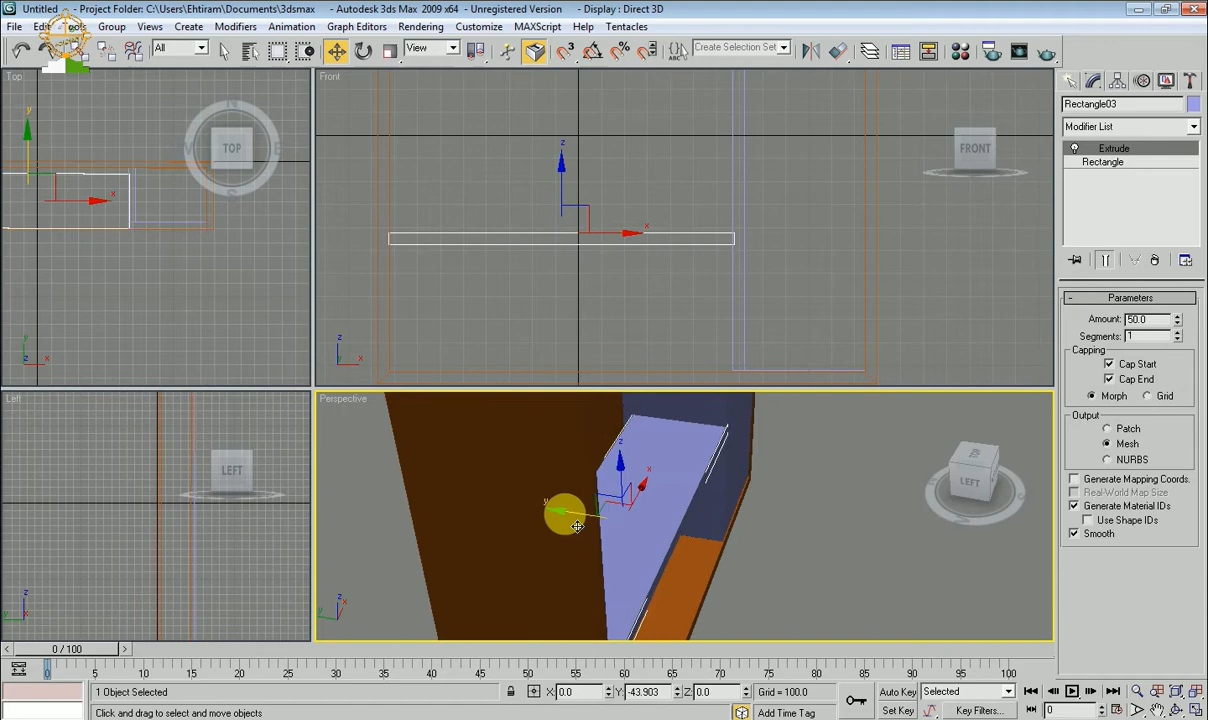 Untitled - Project Folder: C:\Users\Ehtiram\Documents\3dsmax - Autodesk 3ds Max 2009 x64 - Unregistered Version - Display : Direct 3D
File Edit Group Views Create Modifiers Animation Graph Editors Rendering Customize MAXScript Help Tentacles
All View Create Selection Set
Top Front
Rectangle03
Modifier List
Extrude
Rectangle
TOP FRONT
N
S
E
y
x
z
x
z
x
y
z x
z
x
Parameters
Amount: 50.0
Segments: 1
Capping
Cap Start
Cap End
Morph Grid
Output
Patch
Mesh
NURBS
Generate Mapping Coords.
Real-World Map Size
Generate Material IDs
Use Shape IDs
Smooth
Left Perspective
LEFT LEFT
z
x
y
z
y
z
x
y
0 / 100
0 5 10 15 20 25 30 35 40 45 50 55 60 65 70 75 80 85 90 95 100
1 Object Selected X: 0.0 Y: -43.903 Z: 0.0 Grid = 100.0 Auto Key Selected
Click and drag to select and move objects Add Time Tag Set Key Key Filters... 0